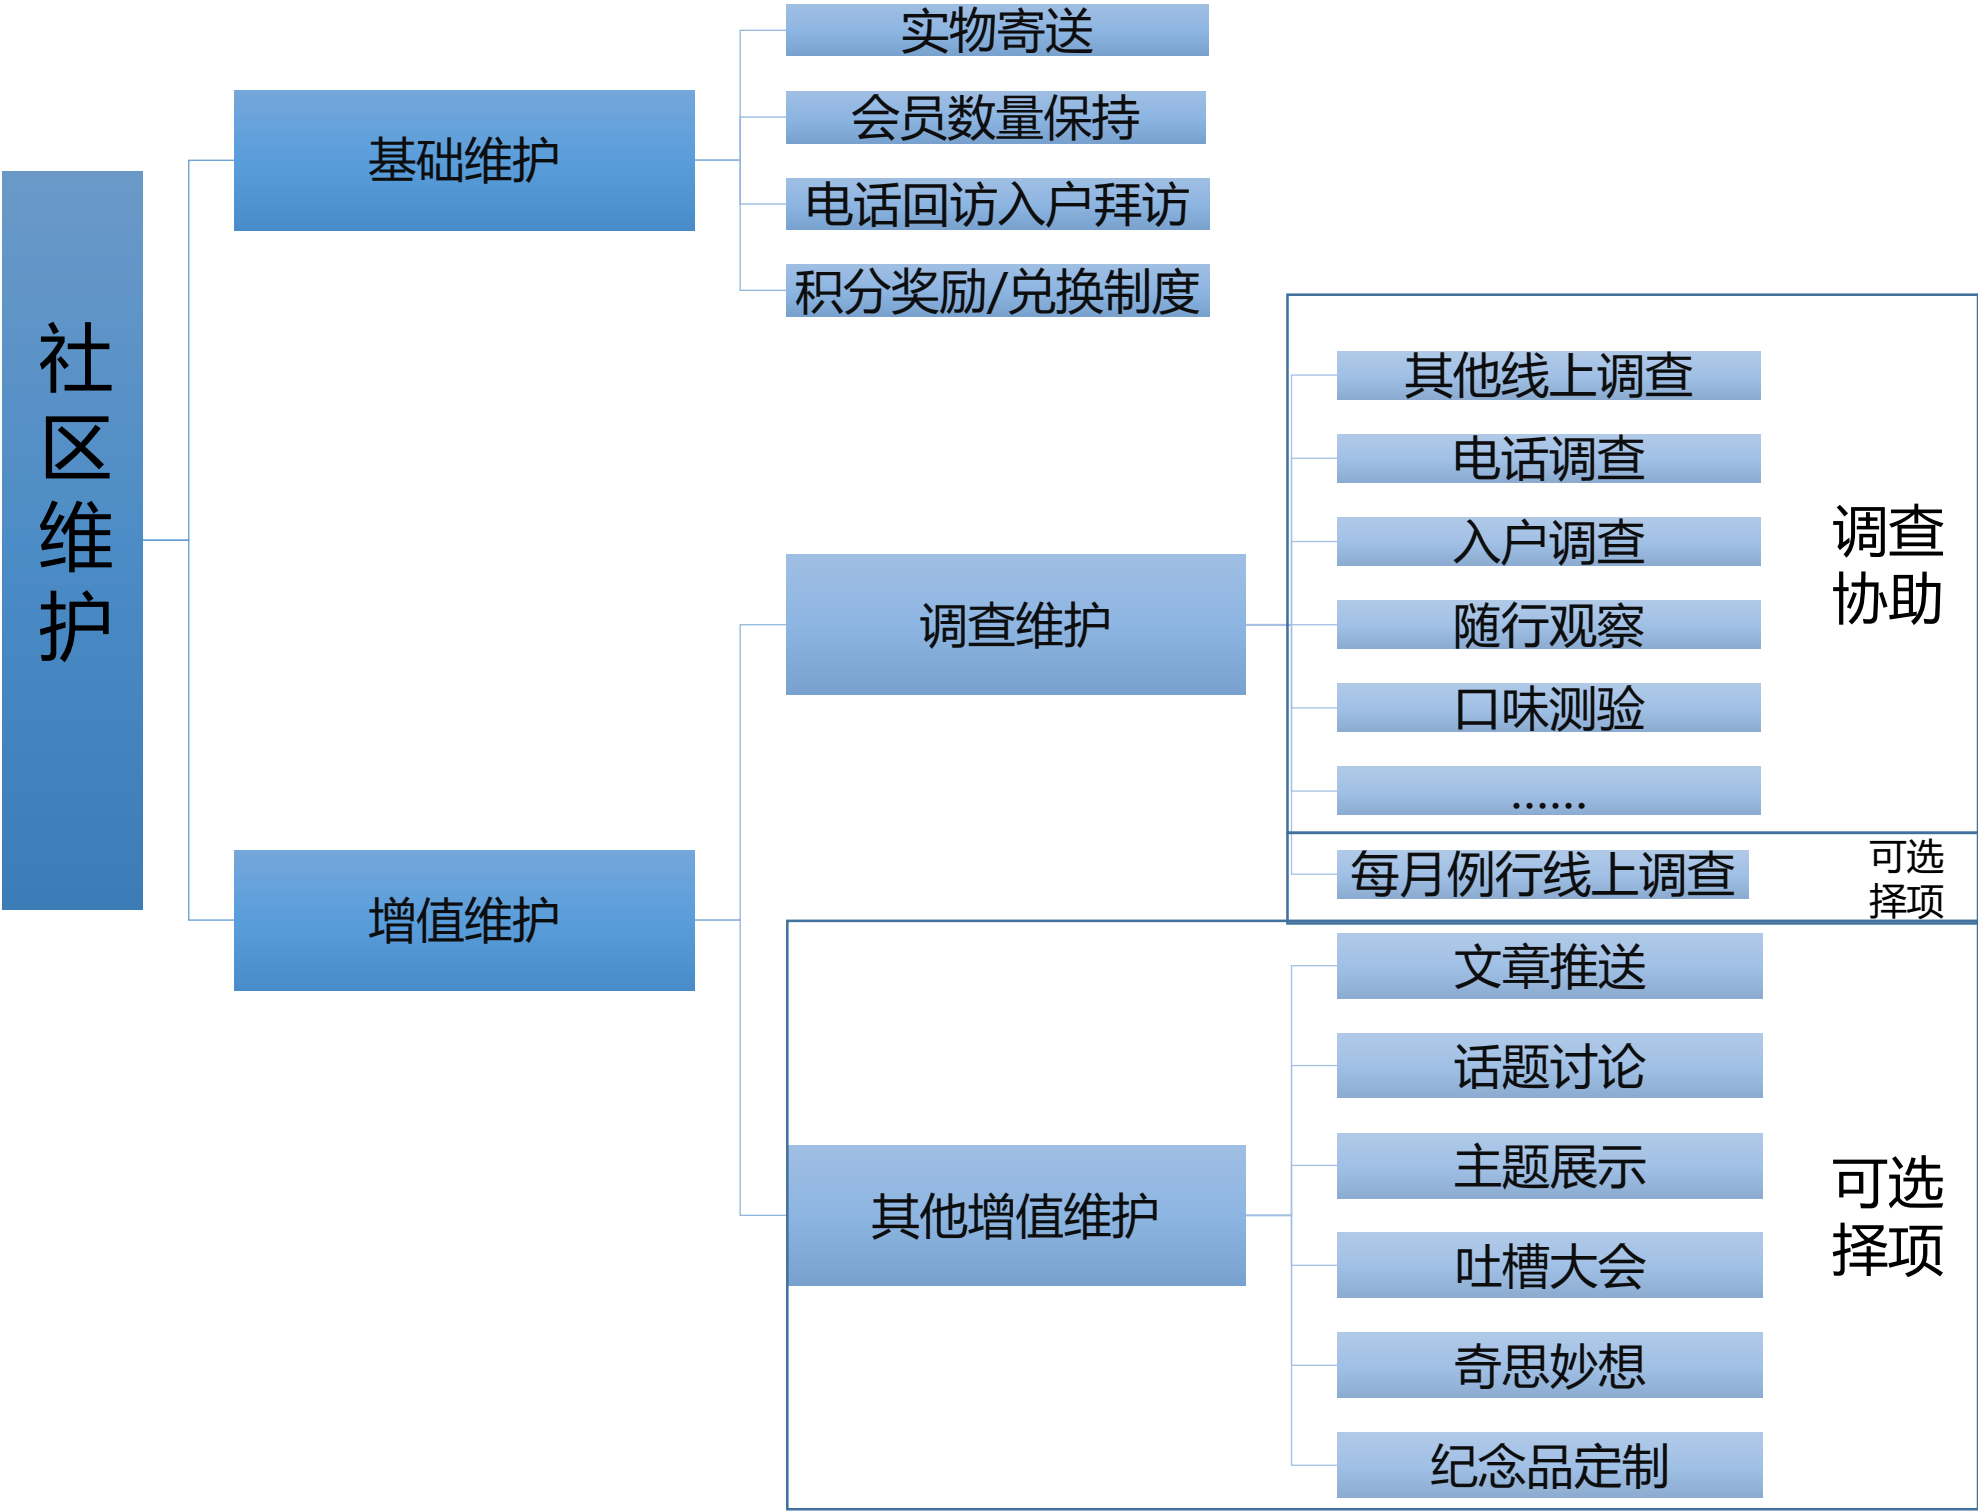 社
区
维
护
基础维护
实物寄送
会员数量保持
电话回访入户拜访
积分奖励/兑换制度
增值维护
调查维护
其他线上调查
电话调查
入户调查
随行观察
口味测验
……
调查
协助
每月例行线上调查
可选
择项
其他增值维护
文章推送
话题讨论
主题展示
吐槽大会
奇思妙想
纪念品定制
可选
择项